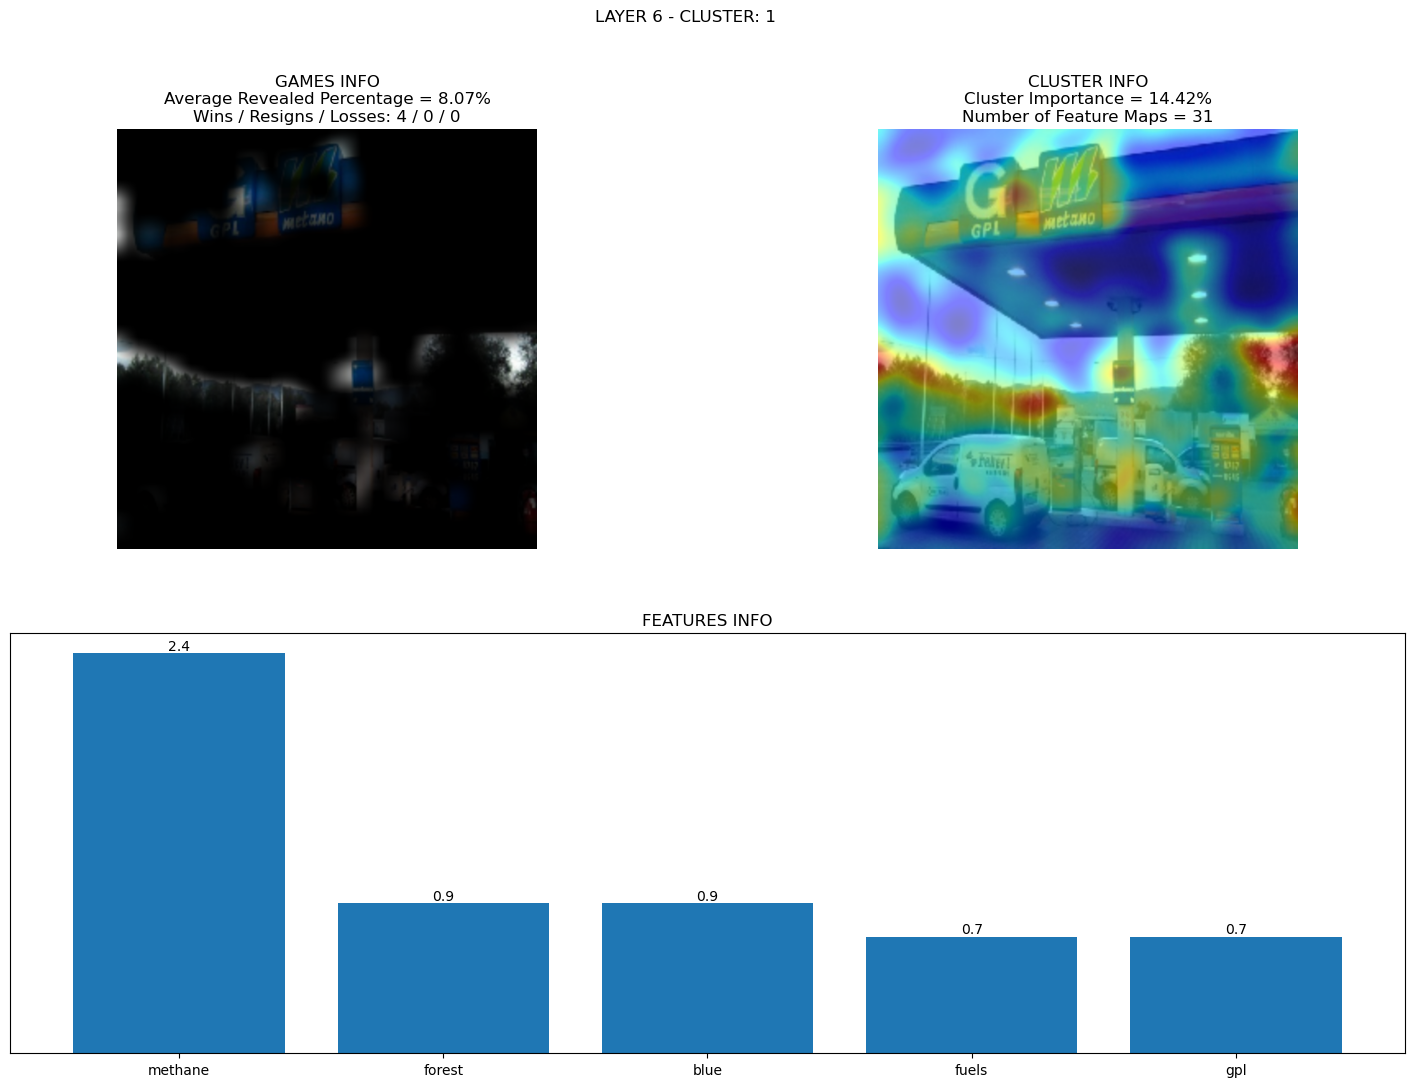 LAYER 6 - CLUSTER: 1
GAMES INFO
Average Revealed Percentage = 8.07%
Wins / Resigns / Losses: 4 / 0 / 0
G
GPL
metano
CLUSTER INFO
Cluster Importance = 14.42%
Number of Feature Maps = 31
G
GPL
metano
FEATURES INFO
2.4
0.9
0.9
0.7
0.7
methane
forest
blue
fuels
gpl